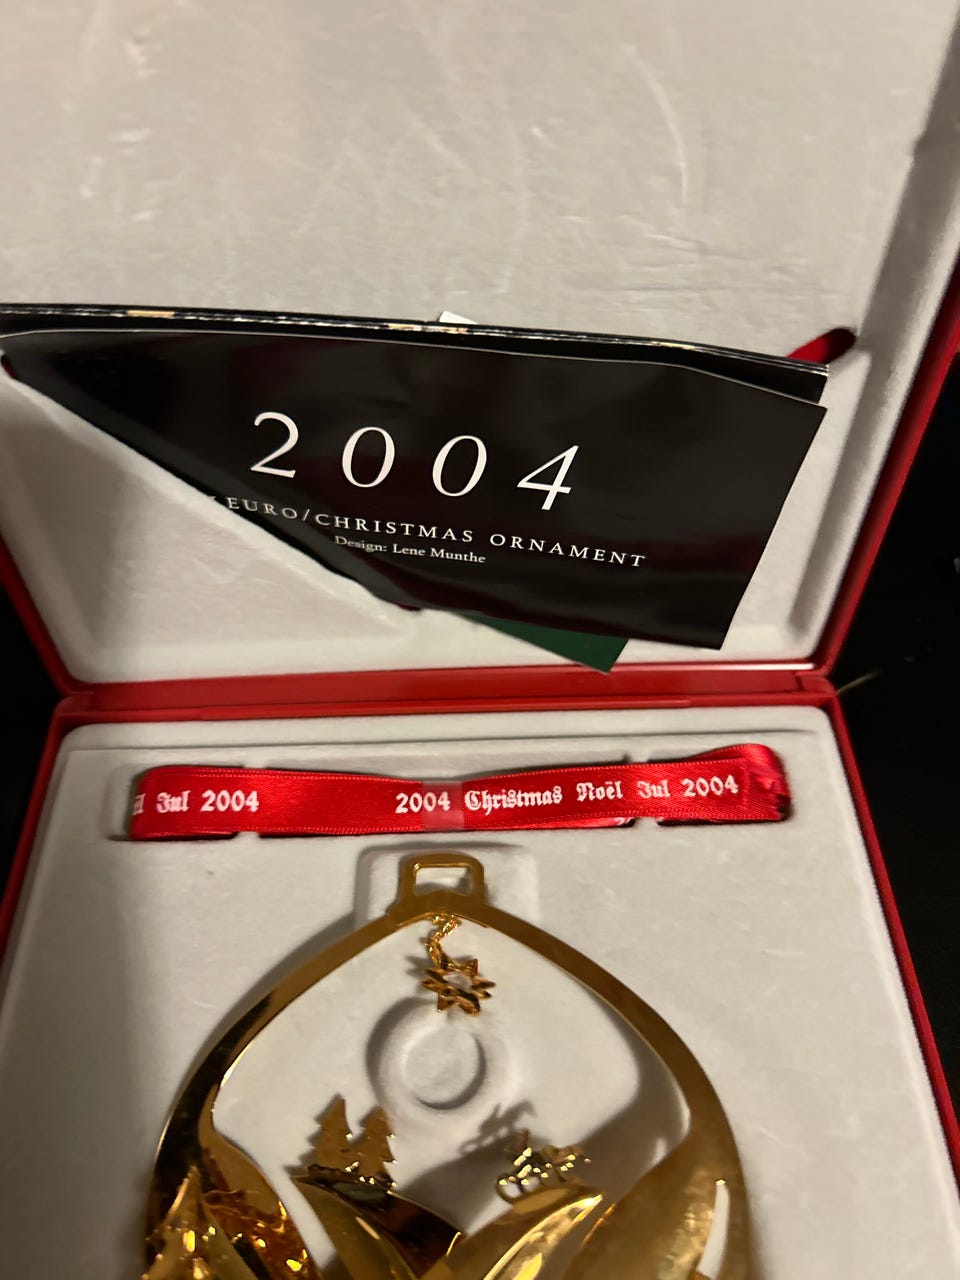 2004
EURO/CHRISTMAS ORNAMENT
Design: Lene Munthe
Jul 2004 2004 Christmas Noël Jul 2004